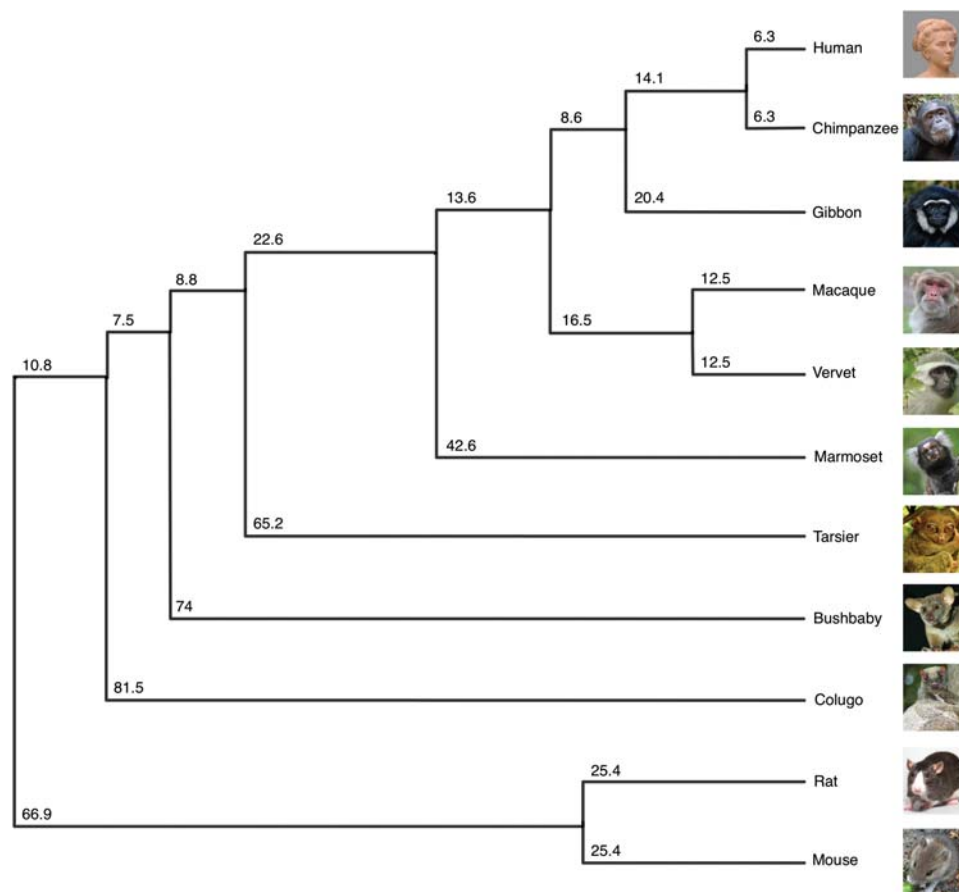 6.3
Human
14.1
8.6
6.3
Chimpanzee
13.6
20.4
Gibbon
22.6
8.8
12.5
Macaque
7.5
16.5
10.8
12.5
Vervet
42.6
Marmoset
65.2
Tarsier
74
Bushbaby
81.5
Colugo
25.4
Rat
66.9
25.4
Mouse